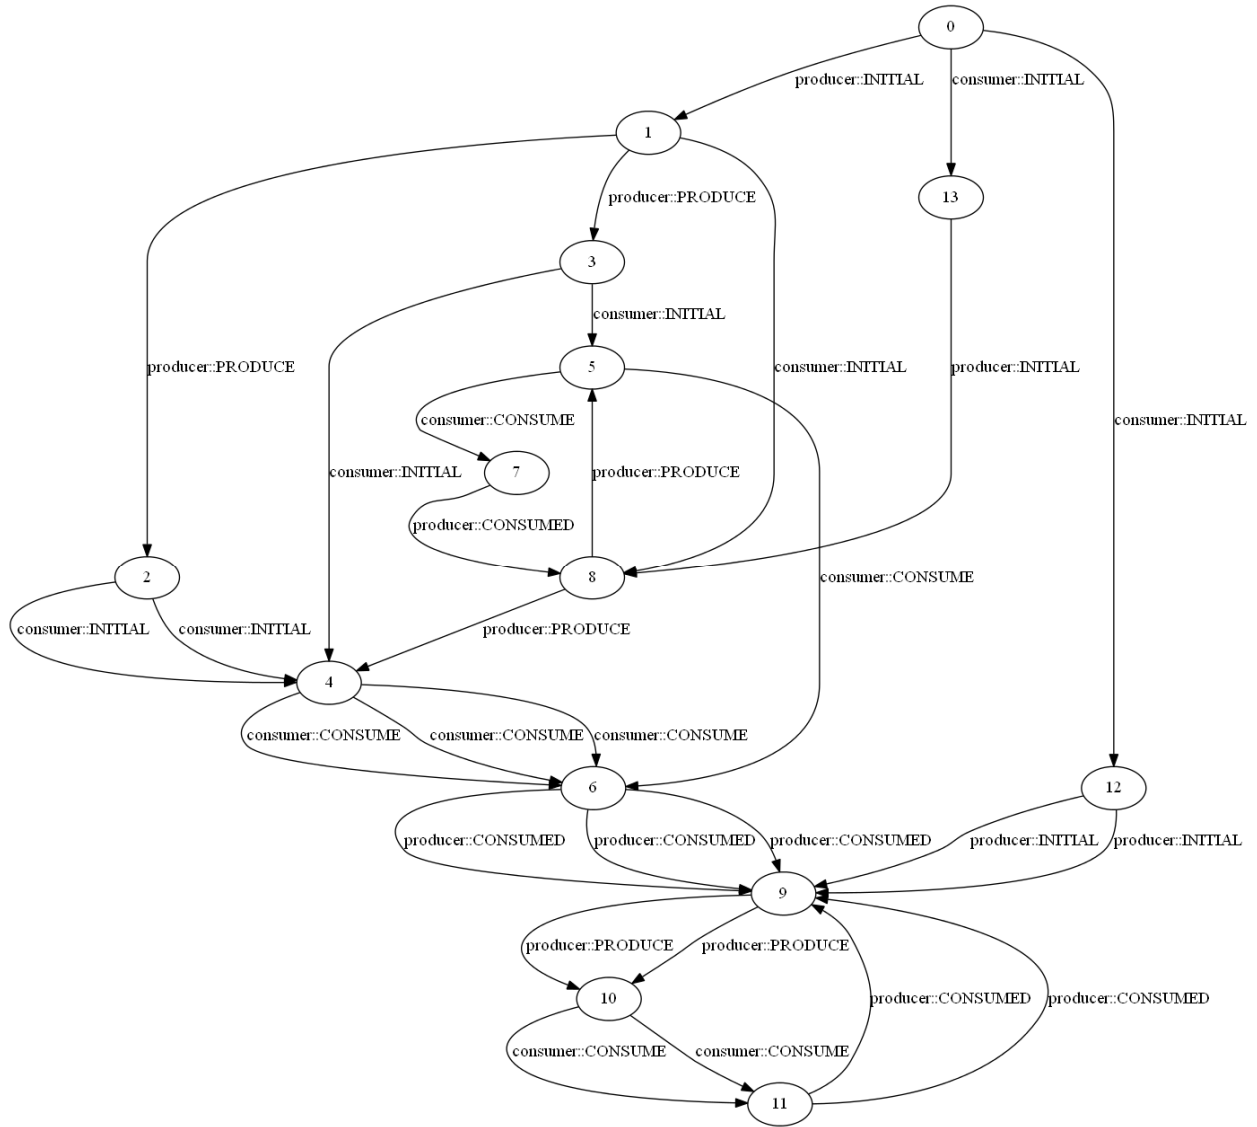 0
producer::INITIAL
consumer::INITIAL
1
13
producer::PRODUCE
3
consumer::INITIAL
producer::PRODUCE
5
consumer::INITIAL
producer::INITIAL
consumer::CONSUME
consumer::INITIAL
consumer::INITIAL
7
producer::PRODUCE
producer::CONSUMED
2
8
consumer::CONSUME
consumer::INITIAL
consumer::INITIAL
producer::PRODUCE
4
consumer::CONSUME
consumer::CONSUME
consumer::CONSUME
6
12
producer::CONSUMED
producer::CONSUMED
producer::CONSUMED
producer::INITIAL
producer::INITIAL
9
producer::PRODUCE
producer::PRODUCE
10
producer::CONSUMED
producer::CONSUMED
consumer::CONSUME
consumer::CONSUME
11